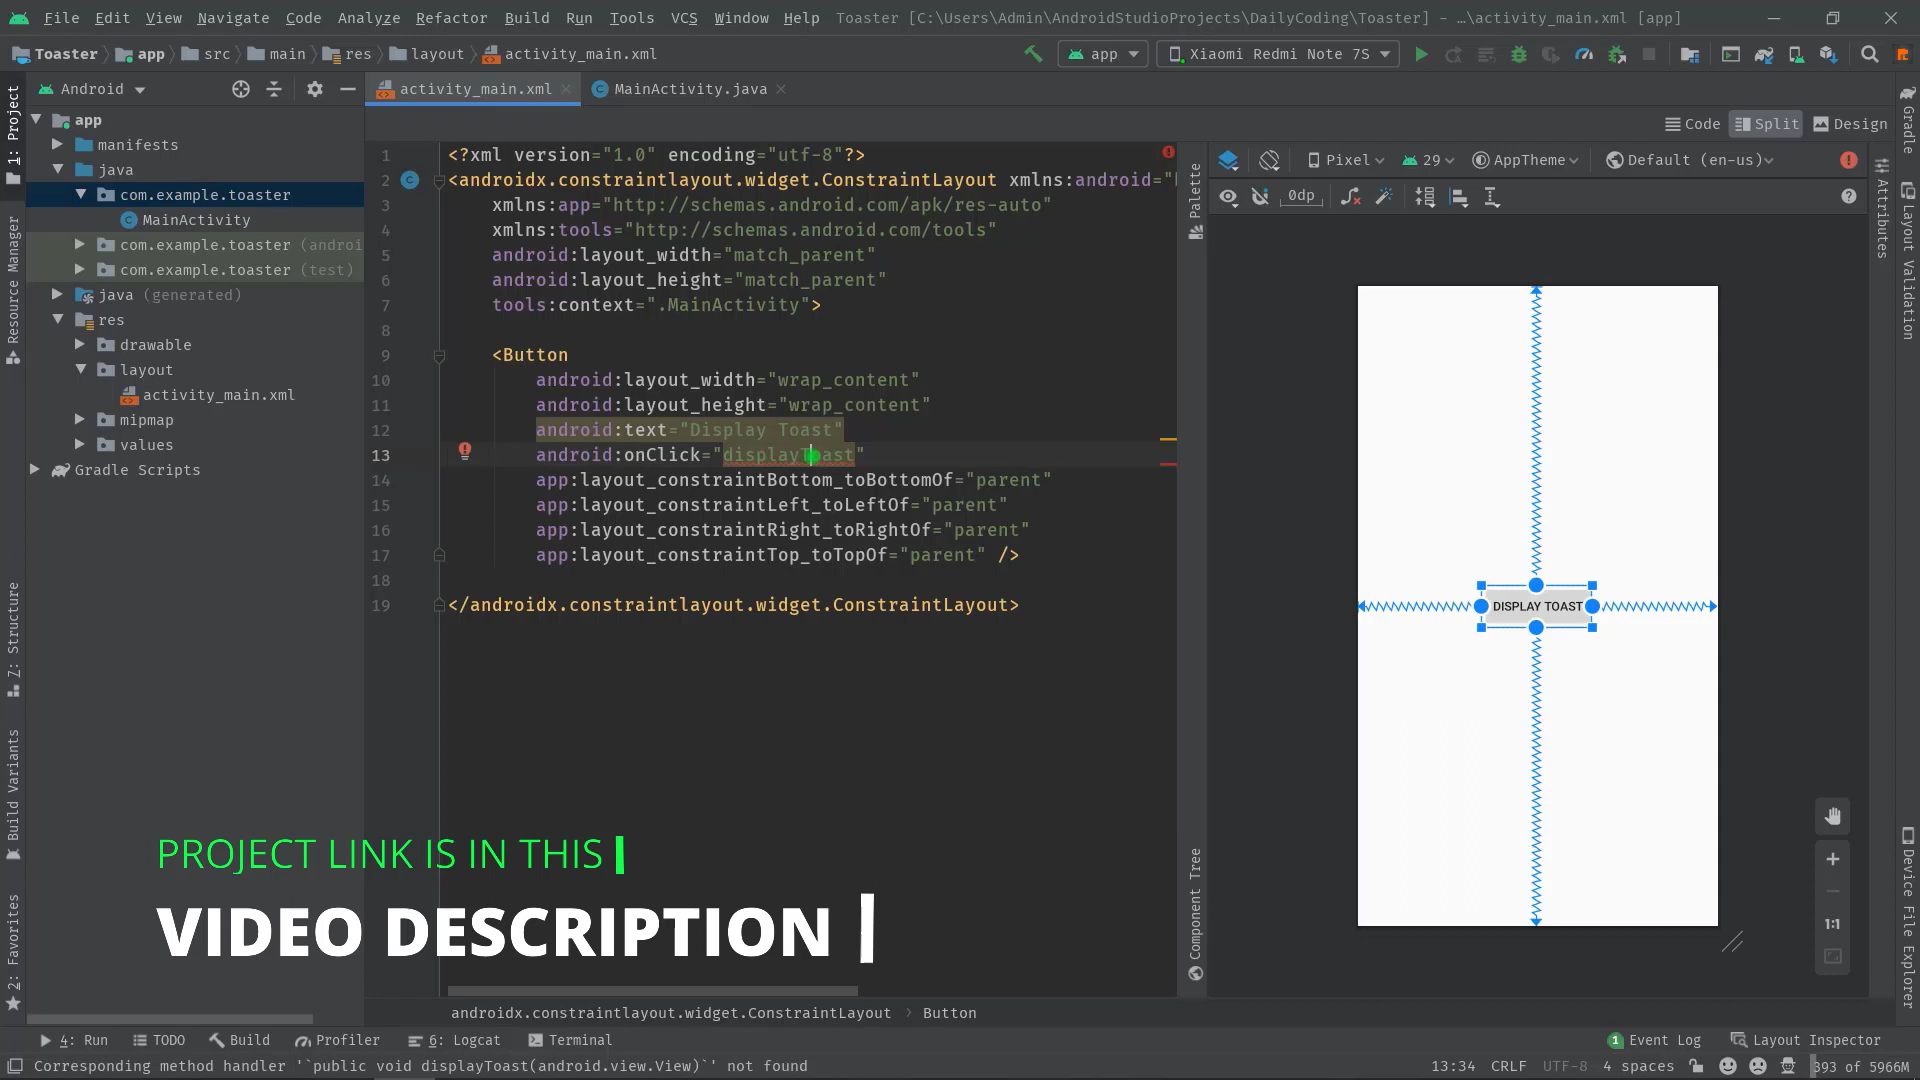 File Edit View Navigate Code Analyze Refactor Build Run Tools VCS Window Help Toaster [C:\Users\Admin\AndroidStudioProjects\DailyCoding\Toaster] - ...\activity_main.xml [app]
Toaster app src main res layout activity_main.xml app Xiaomi Redmi Note 7S
Android activity_main.xml MainActivity.java
Code Split Design
Pixel 29 AppTheme Default (en-us)
0dp
1: Project
Resource Manager
Z: Structure
Build Variants
2: Favorites
app
manifests
java
com.example.toaster
MainActivity
com.example.toaster (androi
com.example.toaster (test)
java (generated)
res
drawable
layout
activity_main.xml
mipmap
values
Gradle Scripts
1 <?xml version="1.0" encoding="utf-8"?>
2 <androidx.constraintlayout.widget.ConstraintLayout xmlns:android="
3 xmlns:app="http://schemas.android.com/apk/res-auto"
4 xmlns:tools="http://schemas.android.com/tools"
5 android:layout_width="match_parent"
6 android:layout_height="match_parent"
7 tools:context=".MainActivity">
8
9 <Button
10 android:layout_width="wrap_content"
11 android:layout_height="wrap_content"
12 android:text="Display Toast"
13 android:onClick="displayToast"
14 app:layout_constraintBottom_toBottomOf="parent"
15 app:layout_constraintLeft_toLeftOf="parent"
16 app:layout_constraintRight_toRightOf="parent"
17 app:layout_constraintTop_toTopOf="parent" />
18
19 </androidx.constraintlayout.widget.ConstraintLayout>
Palette
Component Tree
DISPLAY TOAST
1:1
Gradle
Attributes
Layout Validation
Device File Explorer
PROJECT LINK IS IN THIS
VIDEO DESCRIPTION
androidx.constraintlayout.widget.ConstraintLayout › Button
4: Run TODO Build Profiler 6: Logcat Terminal 1 Event Log Layout Inspector
Corresponding method handler '`public void displayToast(android.view.View)`' not found 13:34 CRLF UTF-8 4 spaces 393 of 5966M